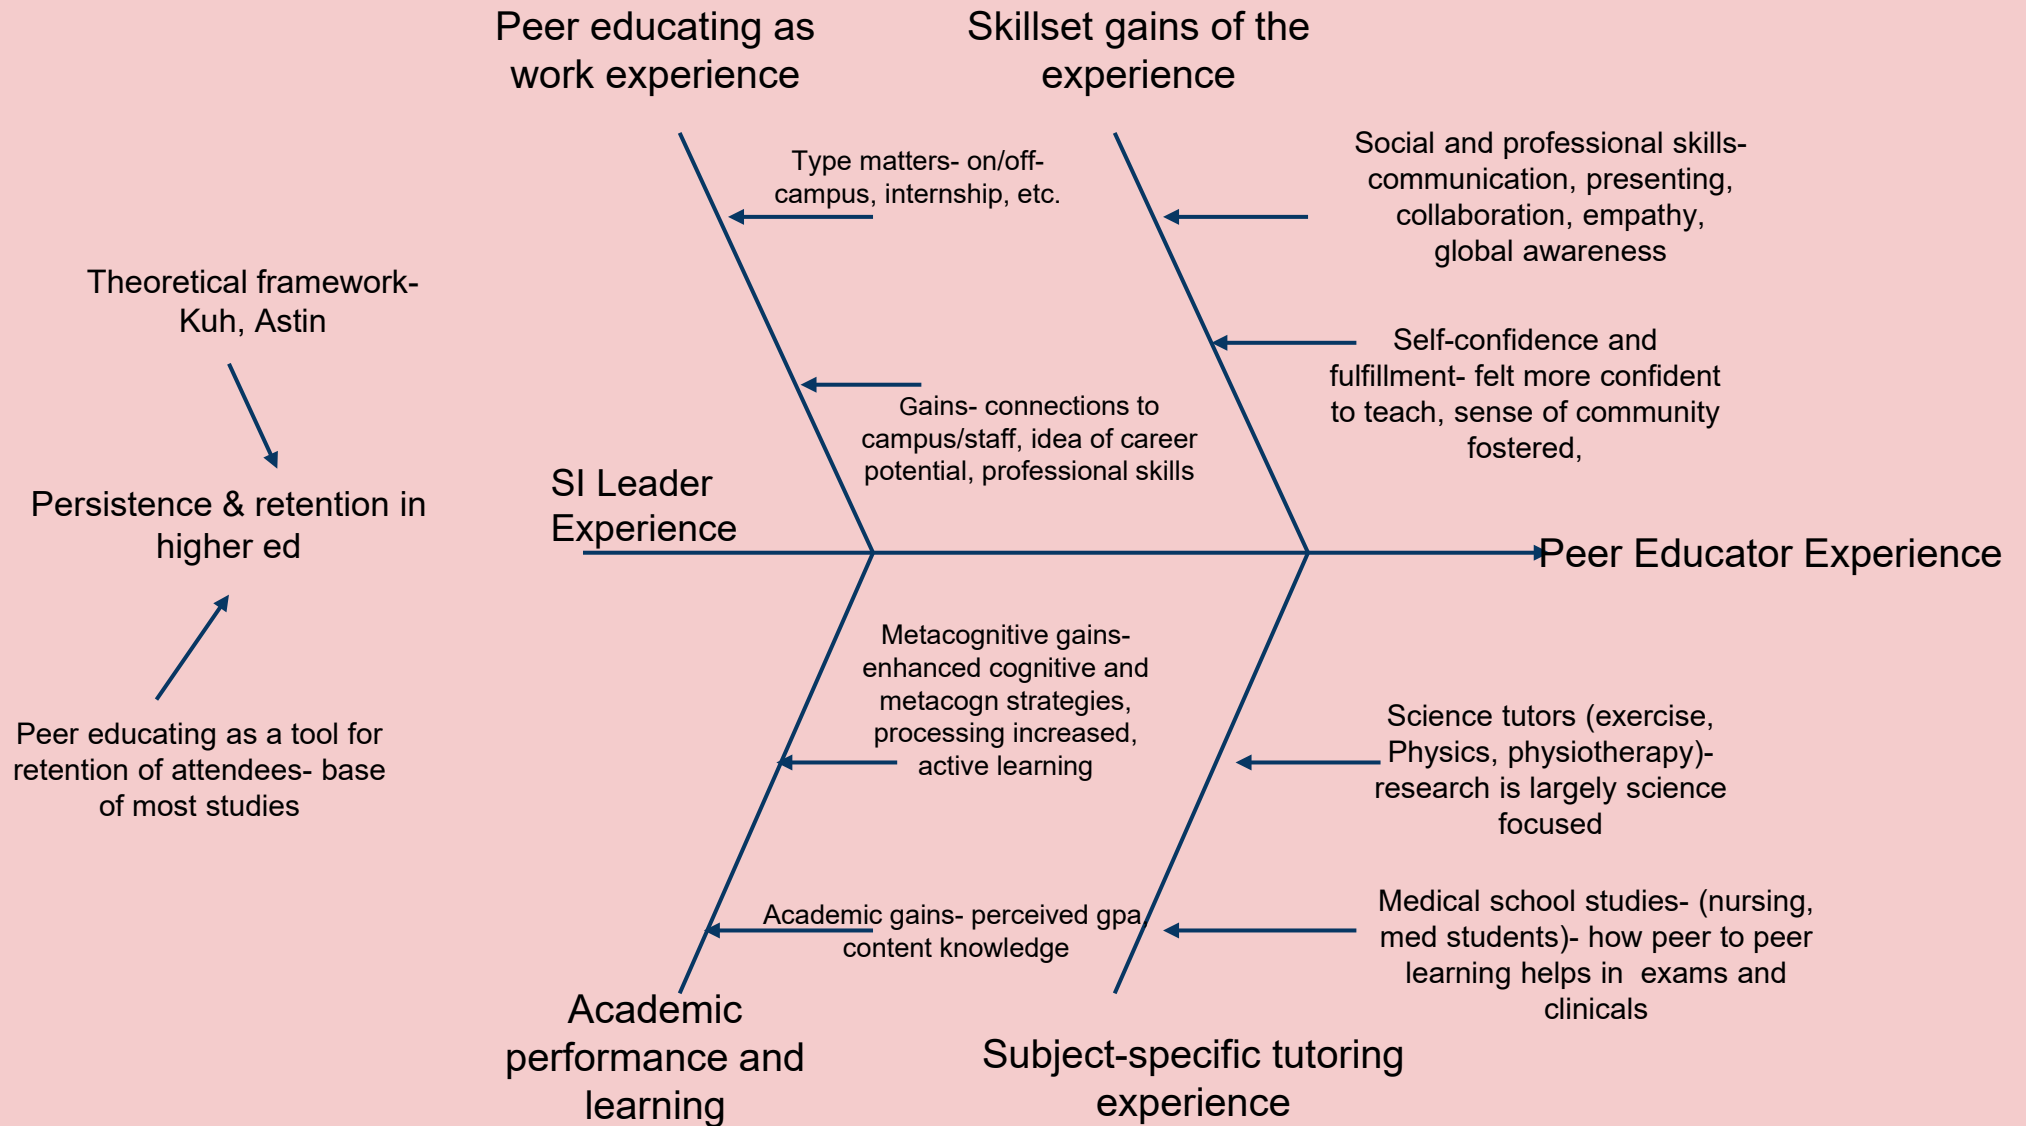 Peer educating as
work experience
Skillset gains of the
experience
Type matters- on/off-
campus, internship, etc.
Social and professional skills-
communication, presenting,
collaboration, empathy,
global awareness
Theoretical framework-
Kuh, Astin
Self-confidence and
fulfillment- felt more confident
to teach, sense of community
fostered,
Gains- connections to
campus/staff, idea of career
potential, professional skills
Persistence & retention in
higher ed
SI Leader
Experience
Peer Educator Experience
Metacognitive gains-
enhanced cognitive and
metacogn strategies,
processing increased,
active learning
Peer educating as a tool for
retention of attendees- base
of most studies
Science tutors (exercise,
Physics, physiotherapy)-
research is largely science
focused
Academic gains- perceived gpa,
content knowledge
Medical school studies- (nursing,
med students)- how peer to peer
learning helps in  exams and
clinicals
Academic
performance and
learning
Subject-specific tutoring
experience